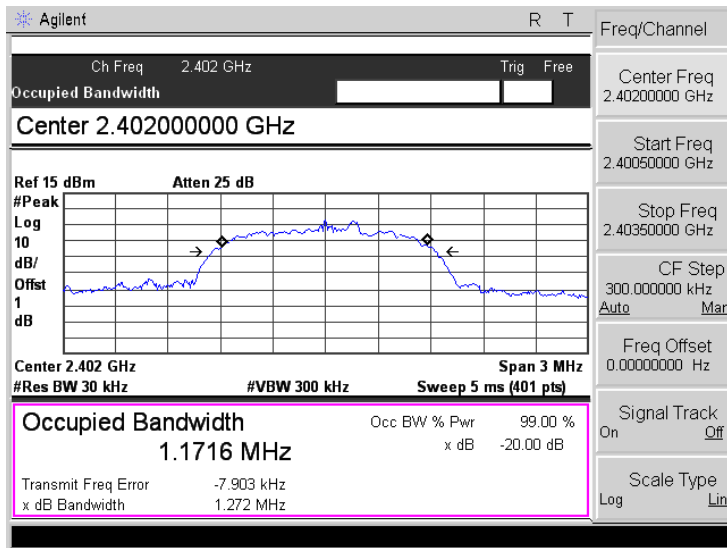 Agilent R T
Ch Freq 2.402 GHz Trig Free
Occupied Bandwidth
Center 2.402000000 GHz
Ref 15 dBm Atten 25 dB
#Peak
Log
10
dB/
Offst
1
dB
Center 2.402 GHz Span 3 MHz
#Res BW 30 kHz #VBW 300 kHz Sweep 5 ms (401 pts)
Occupied Bandwidth Occ BW % Pwr 99.00 %
1.1716 MHz x dB -20.00 dB
Transmit Freq Error -7.903 kHz
x dB Bandwidth 1.272 MHz
Freq/Channel
Center Freq
2.40200000 GHz
Start Freq
2.40050000 GHz
Stop Freq
2.40350000 GHz
CF Step
300.000000 kHz
Auto Man
Freq Offset
0.00000000 Hz
Signal Track
On Off
Scale Type
Log Lin